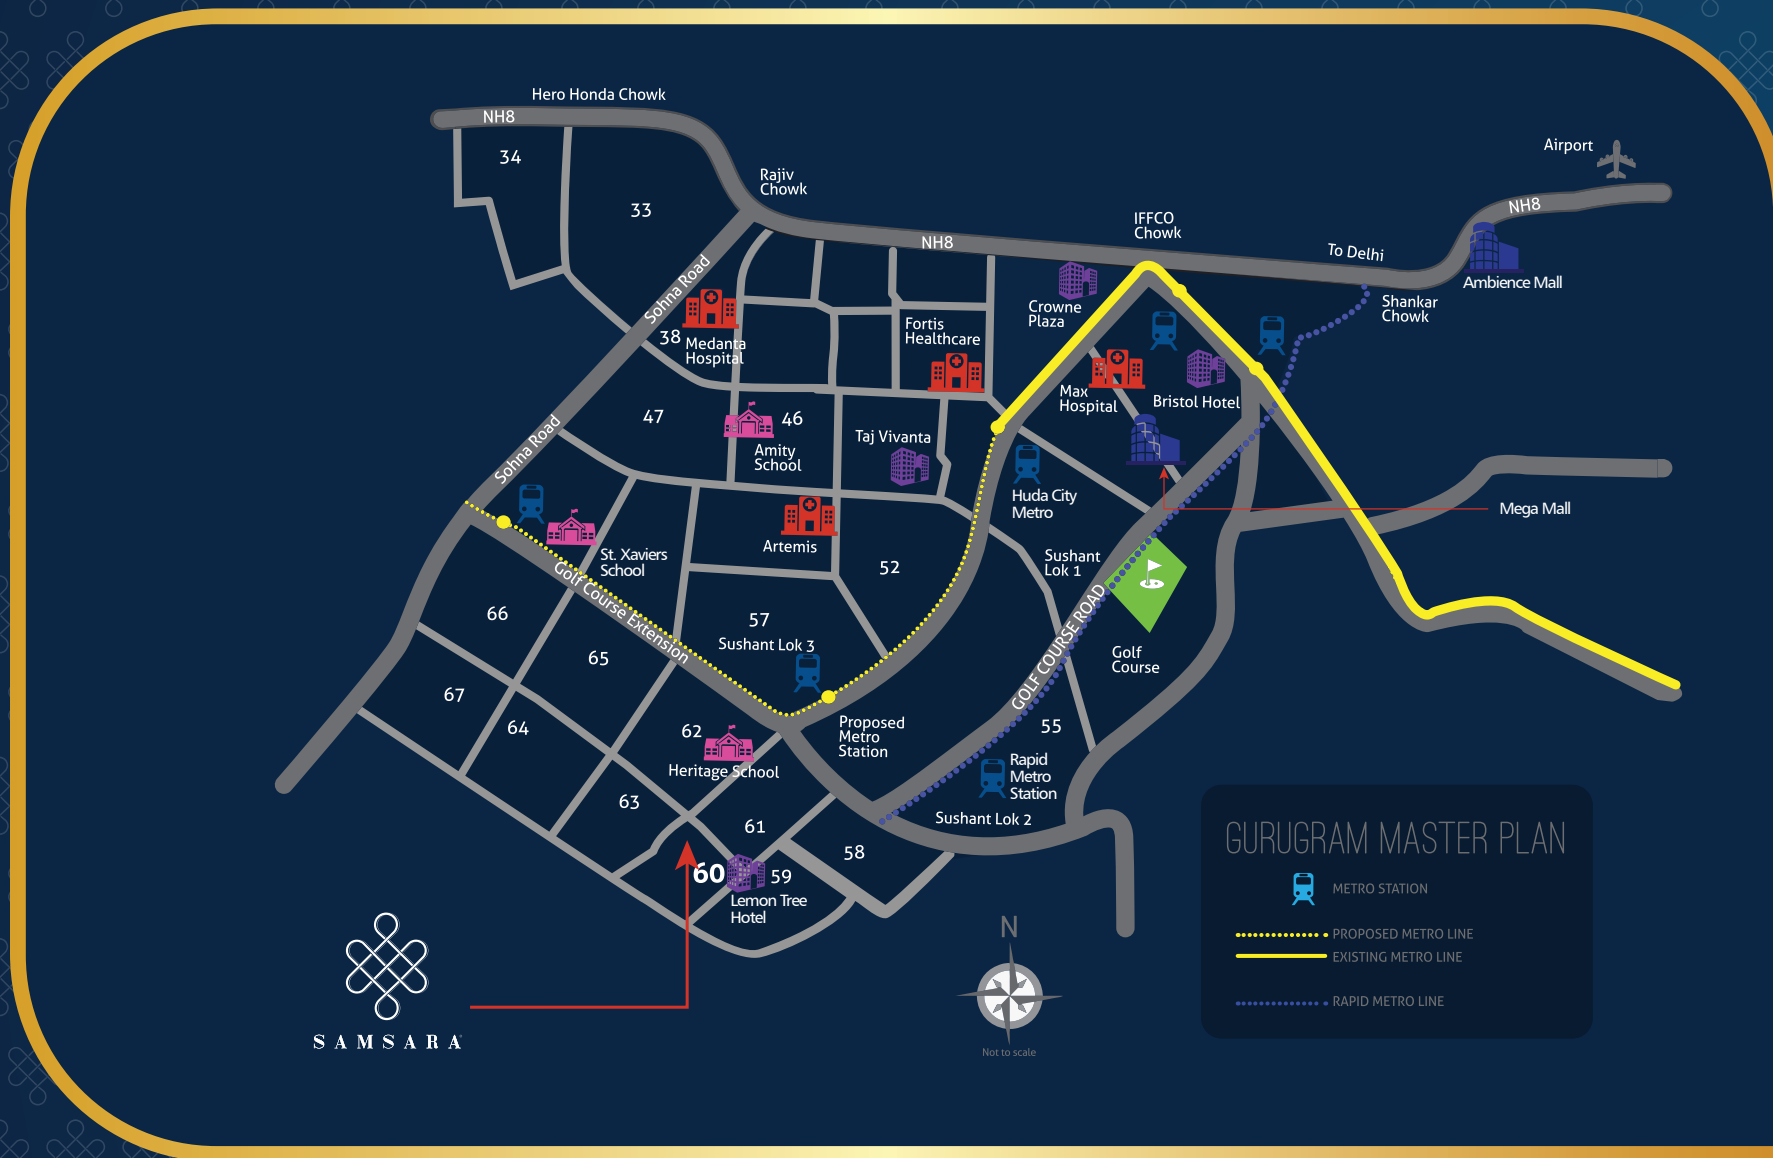 Hero Honda Chowk
NH8
34
33
Rajiv
Chowk
Airport
NH8
IFFCO
Chowk
NH8
To Delhi
Ambience Mall
Shankar
Chowk
Sohna Road
38
Medanta
Hospital
Fortis
Healthcare
Crowne
Plaza
Max
Hospital
Bristol Hotel
47
46
Amity
School
Taj Vivanta
Sohna Road
Huda City
Metro
Mega Mall
Artemis
St. Xaviers
School
Golf Course Extension
52
Sushant
Lok 1
GOLF COURSE ROAD
Golf
Course
66
57
Sushant Lok 3
65
67
64
62
Heritage School
Proposed
Metro
Station
55
Rapid
Metro
Station
Sushant Lok 2
63
61
58
60
59
Lemon Tree
Hotel
SAMSARA
N
Not to scale
GURUGRAM MASTER PLAN
METRO STATION
PROPOSED METRO LINE
EXISTING METRO LINE
RAPID METRO LINE